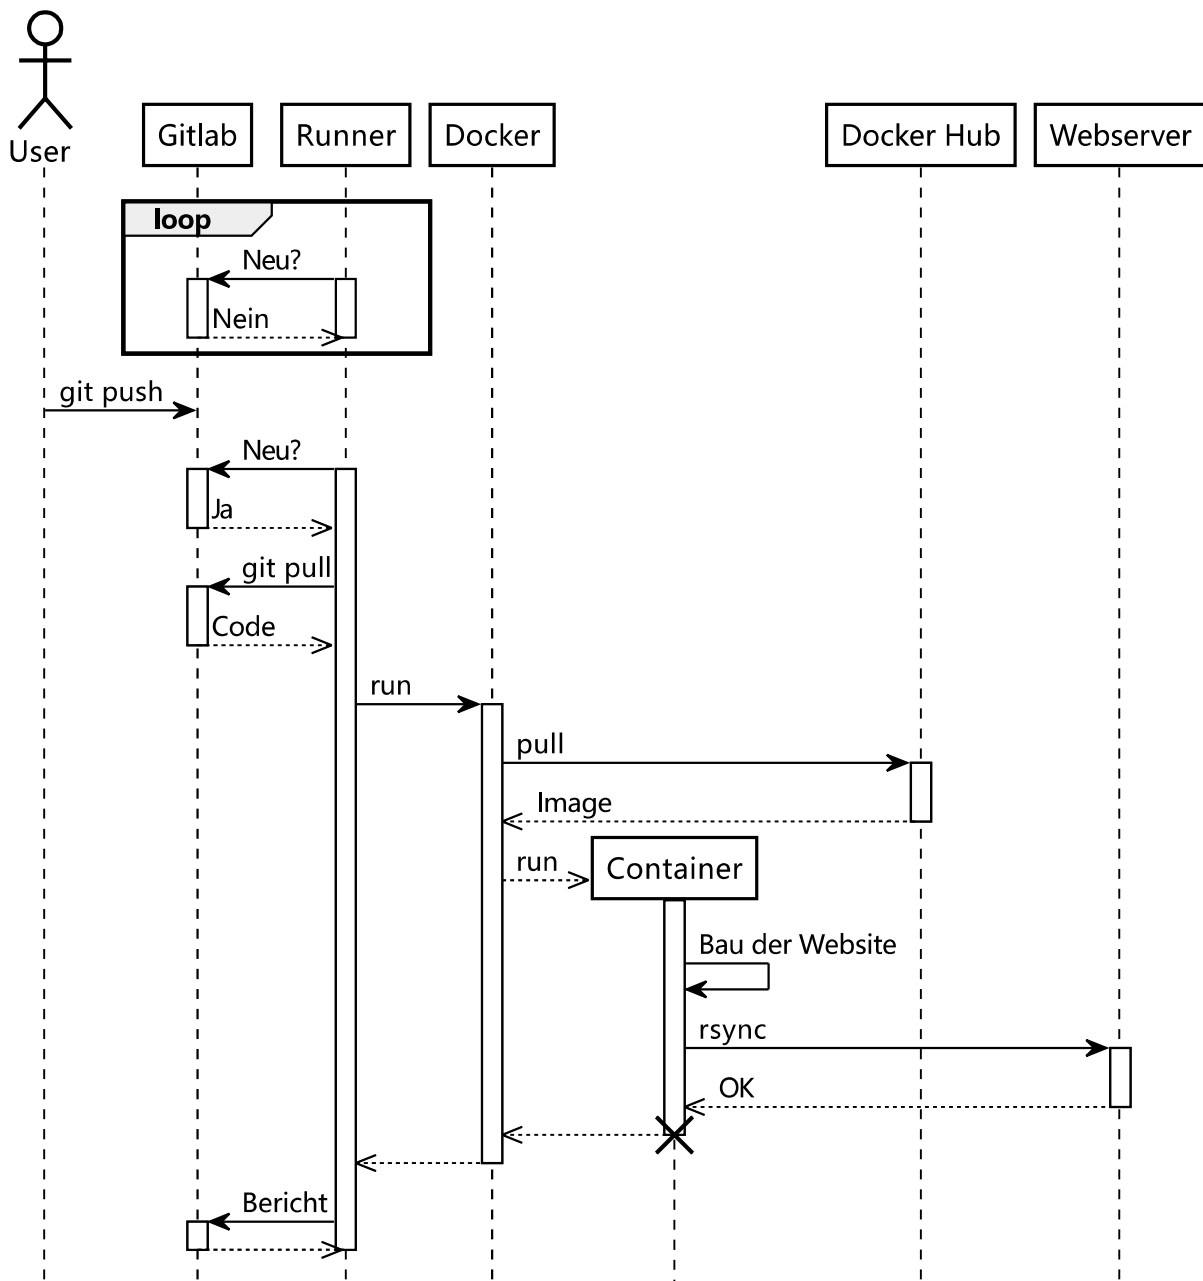 User
Gitlab
Runner
Docker
Docker Hub
Webserver
loop
Neu?
Nein
git push
Neu?
Ja
git pull
Code
run
pull
Image
run
Container
Bau der Website
rsync
OK
Bericht